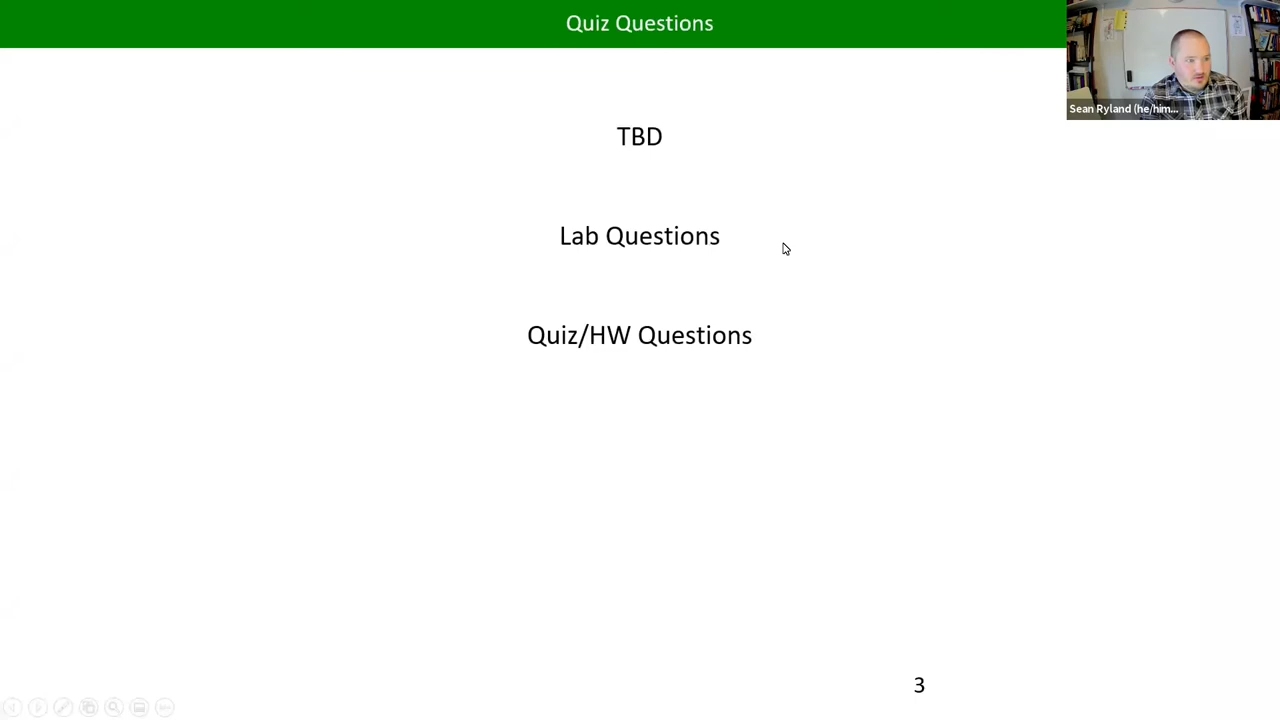 Quiz Questions
Sean Ryland (he/him...
TBD
Lab Questions
Quiz/HW Questions
3